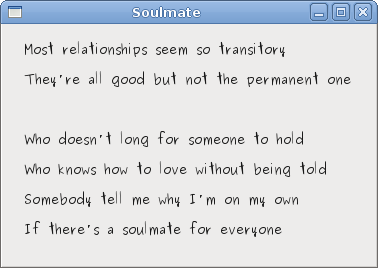 Soulmate
Most relationships seem so transitory
They're all good but not the permanent one
Who doesn't long for someone to hold
Who knows how to love without being told
Somebody tell me why I'm on my own
If there's a soulmate for everyone